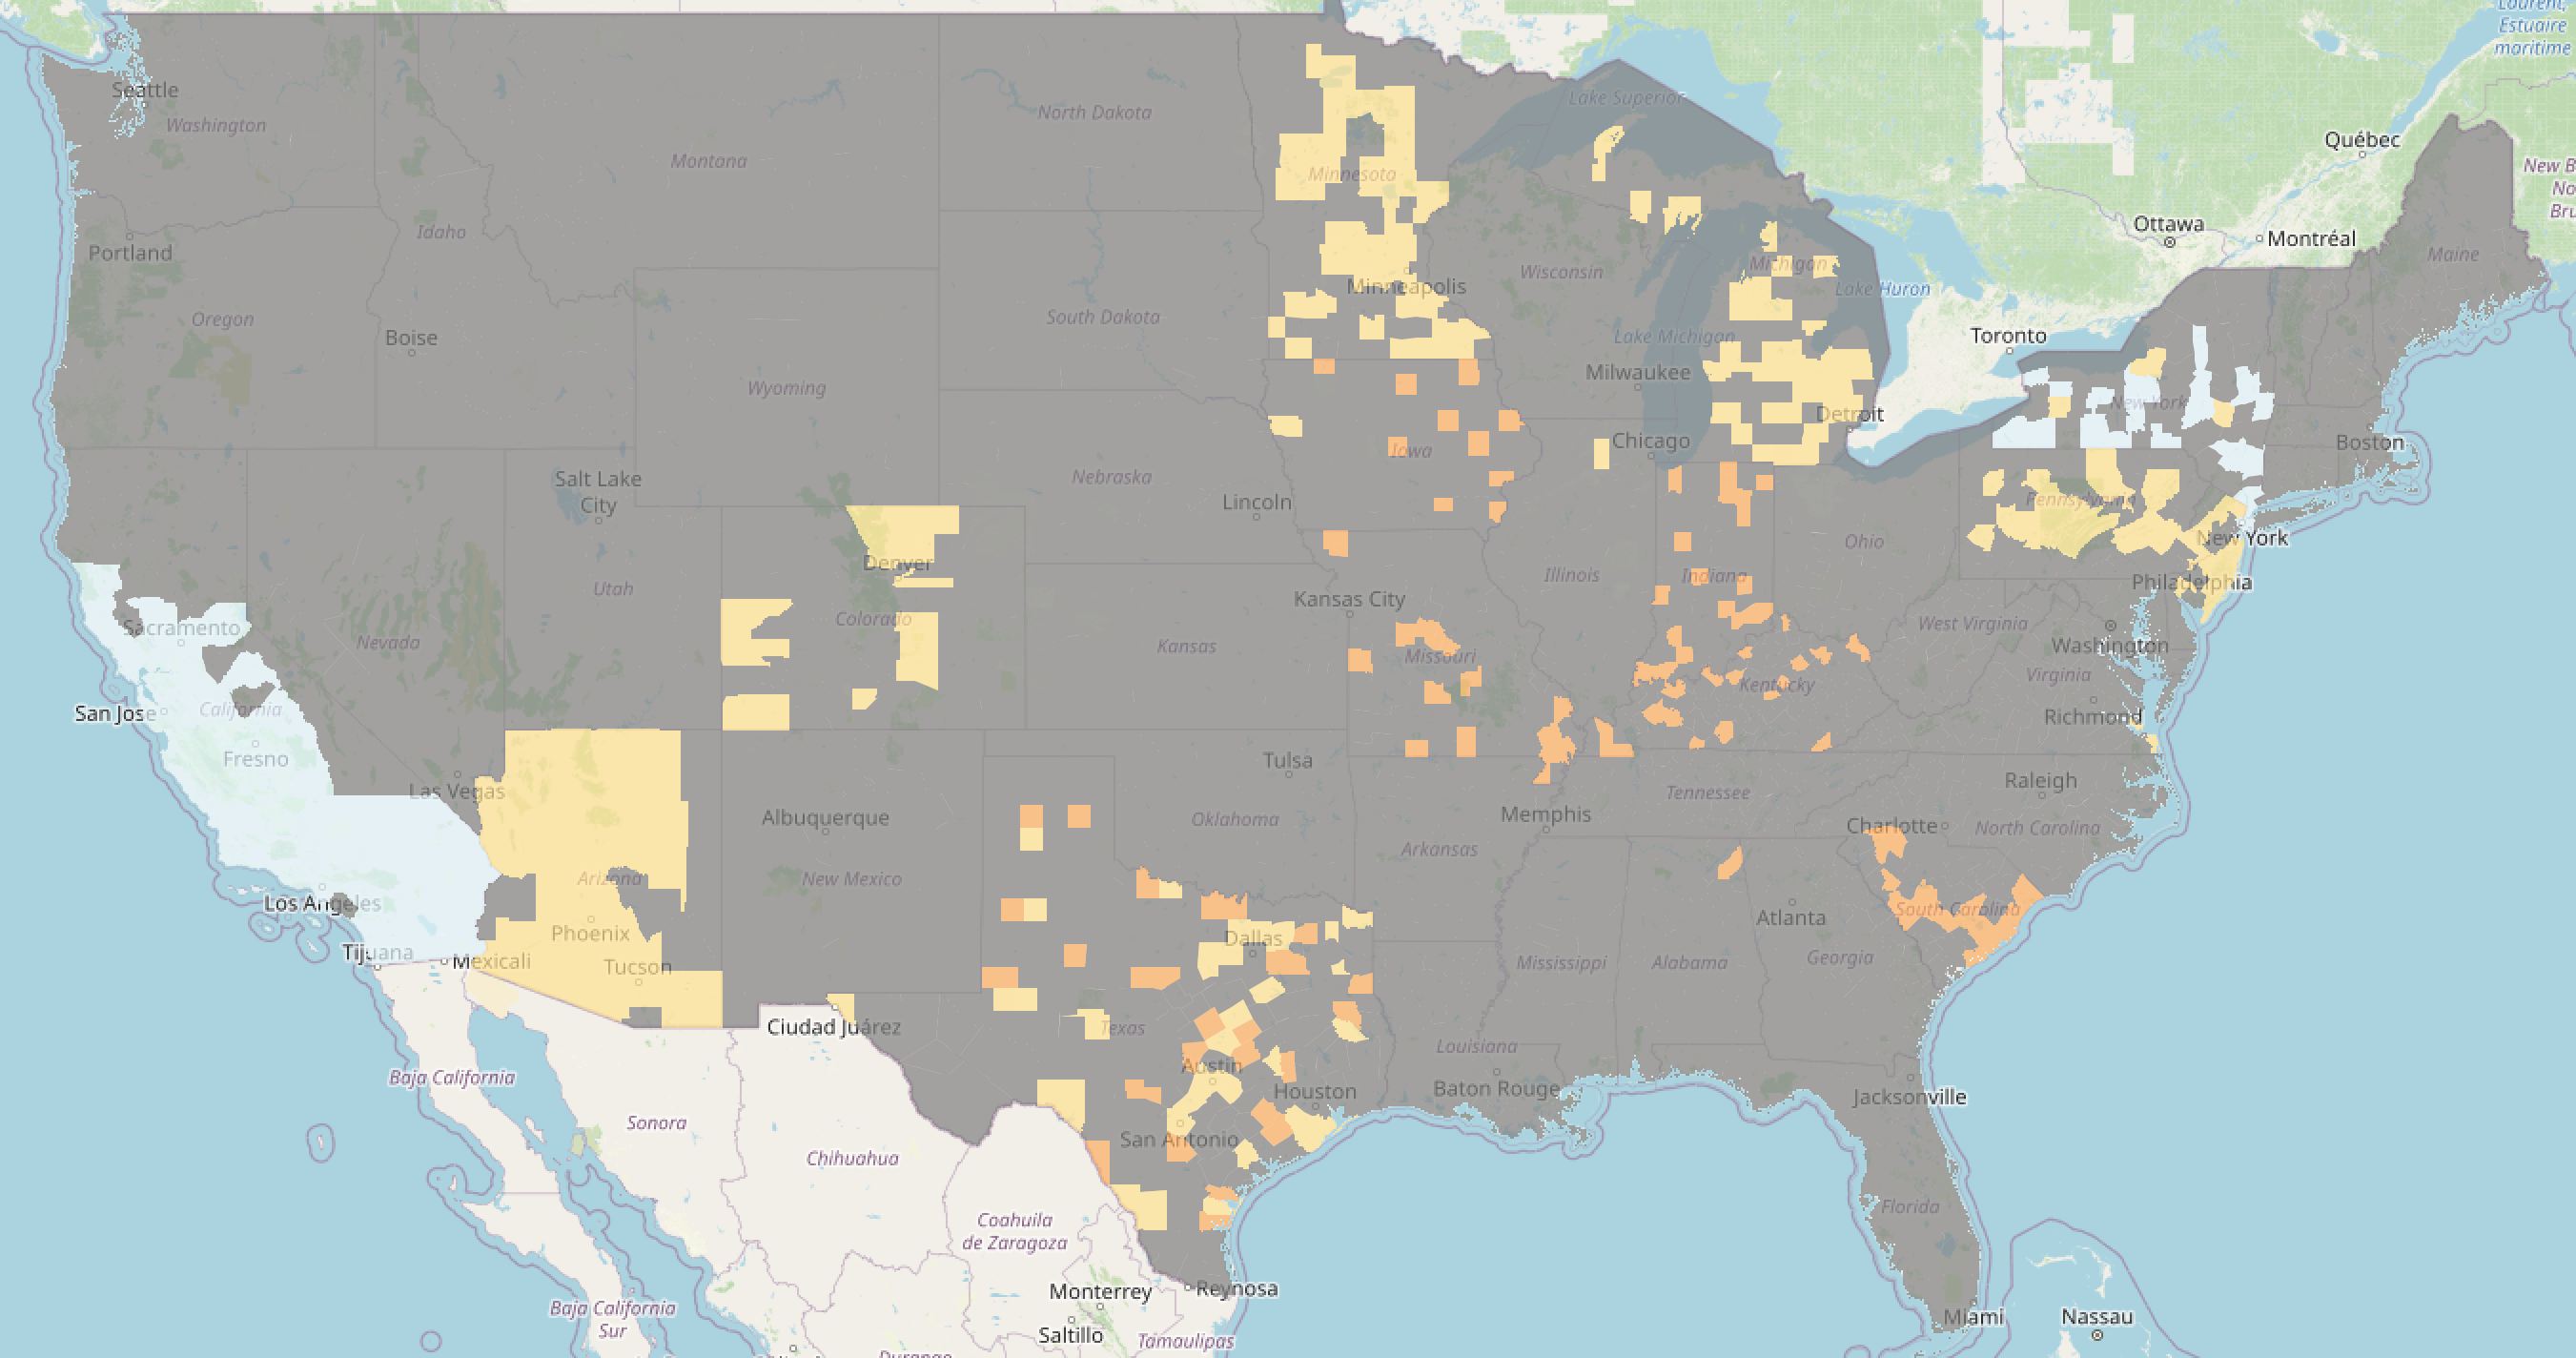 Laurent,
Estuaire
maritime
Seattle
Washington
North Dakota
Lake Superior
Québec
Montana
Minnesota
New B
No
Bru
Ottawa
Montréal
Portland
Idaho
Maine
Wisconsin
Michigan
Minneapolis
Lake Huron
Oregon
South Dakota
Boise
Lake Michigan
Toronto
Milwaukee
Wyoming
New York
Detroit
Chicago
Boston
Iowa
Salt Lake
City
Nebraska
Lincoln
Pennsylvania
New York
Ohio
Denver
Illinois
Indiana
Utah
Philadelphia
Kansas City
Colorado
West Virginia
Sacramento
Nevada
Kansas
Washington
Missouri
Virginia
Kentucky
California
San Jose
Richmond
Fresno
Tulsa
Raleigh
Las Vegas
Tennessee
Albuquerque
Oklahoma
Memphis
Charlotte
North Carolina
Arkansas
Arizona
New Mexico
Los Angeles
South Carolina
Atlanta
Phoenix
Dallas
Tijuana
Mexicali
Tucson
Mississippi
Alabama
Georgia
Ciudad Juárez
Texas
Louisiana
Austin
Baja California
Houston
Baton Rouge
Jacksonville
Sonora
San Antonio
Chihuahua
Florida
Coahuila
de Zaragoza
Reynosa
Monterrey
Baja California
Sur
Miami
Nassau
Saltillo
Tamaulipas
Durango